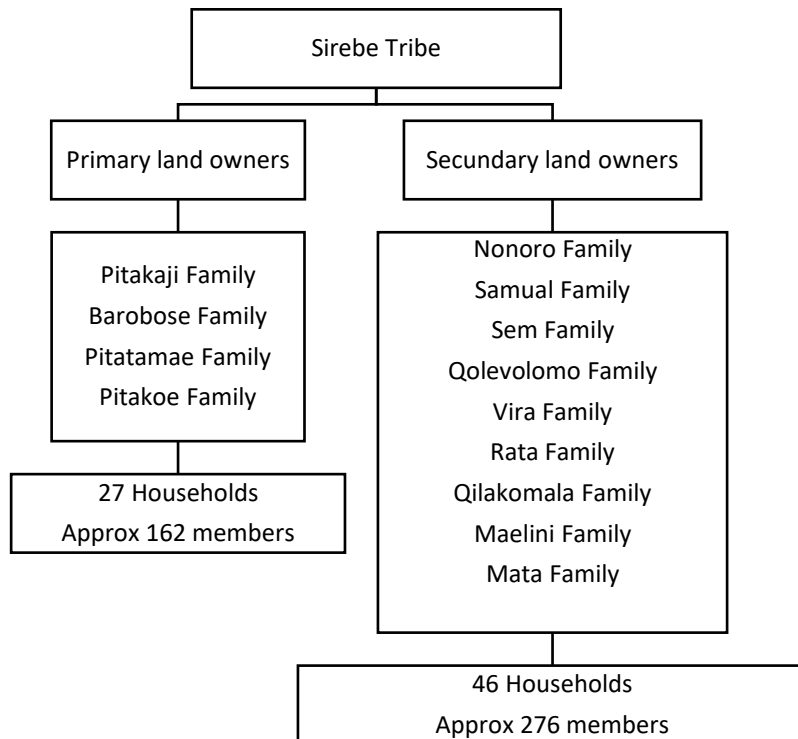 Sirebe Tribe
Primary land owners
Secundary land owners
Pitakaji Family
Barobose Family
Pitatamae Family
Pitakoe Family
27 Households
Approx 162 members
Nonoro Family
Samual Family
Sem Family
Qolevolomo Family
Vira Family
Rata Family
Qilakomala Family
Maelini Family
Mata Family
46 Households
Approx 276 members